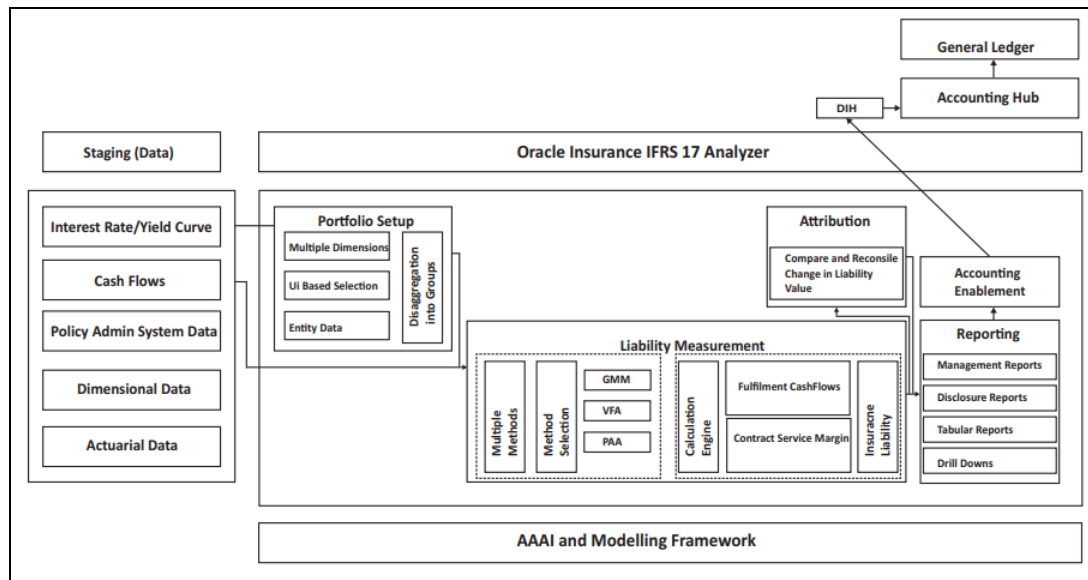 General Ledger
DIH
Accounting Hub
Staging (Data)
Oracle Insurance IFRS 17 Analyzer
Interest Rate/Yield Curve
Cash Flows
Policy Admin System Data
Dimensional Data
Actuarial Data
Portfolio Setup
Multiple Dimensions
Ui Based Selection
Entity Data
Disaggregation
into Groups
Attribution
Compare and Reconcile
Change in Liability
Value
Liability Measurement
Multiple
Methods
Method
Selection
GMM
VFA
PAA
Calculation
Engine
Fulfilment CashFlows
Contract Service Margin
Insuracne
Liability
Accounting
Enablement
Reporting
Management Reports
Disclosure Reports
Tabular Reports
Drill Downs
AAAI and Modelling Framework